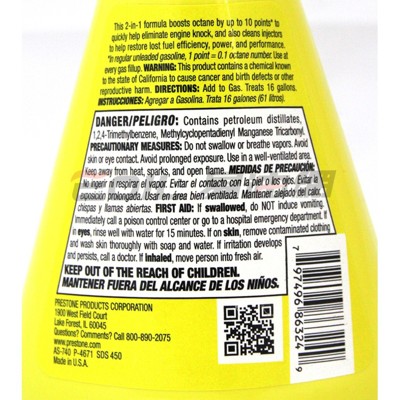 This 2-in-1 formula boosts octane by up to 10 points* to
quickly help eliminate engine knock, and also cleans injectors
to help restore lost fuel efficiency, power, and performance.
*in regular unleaded gasoline, 1 point = 0.1 octane number. Use at
every gas fillup. WARNING: This product contains a chemical known
to the state of California to cause cancer and birth defects or other
reproductive harm. DIRECTIONS: Add to Gas. Treats 16 gallons.
INSTRUCCIONES: Agregar a Gasolina. Trata 16 galones (61 litros).
DANGER/PELIGRO: Contains petroleum distillates,
1,2,4-Trimethylbenzene, Methylcyclopentadienyl Manganese Tricarbonyl.
PRECAUTIONARY MEASURES: Do not swallow or breathe vapors. Avoid
skin or eye contact. Avoid prolonged exposure. Use in a well-ventilated area.
Keep away from heat, sparks, and open flame. MEDIDAS DE PRECAUCIÓN:
No ingerir ni respirar el vapor. Evitar el contacto con la piel o los ojos. Evitar
exposición prolongada. Usar en área bien ventilada. Mantener alejado del calor,
chispas y llamas abiertas. FIRST AID: If swallowed, do NOT induce vomiting.
immediately call a poison control center or go to a hospital emergency department. If
in eyes, rinse well with water for 15 minutes. If on skin, remove contaminated clothing
and wash skin thoroughly with soap and water. If irritation develops
and persists, call a doctor. If inhaled, move person into fresh air.
KEEP OUT OF THE REACH OF CHILDREN.
MANTENER FUERA DEL ALCANCE DE LOS NIÑOS.
PRESTONE PRODUCTS CORPORATION
1900 West Field Court
Lake Forest, IL 60045
Questions? Comments? Call 800-890-2075
www.prestone.com
AS-740 P-4671 SDS 450
Made in U.S.A.
7 97496 86324 9